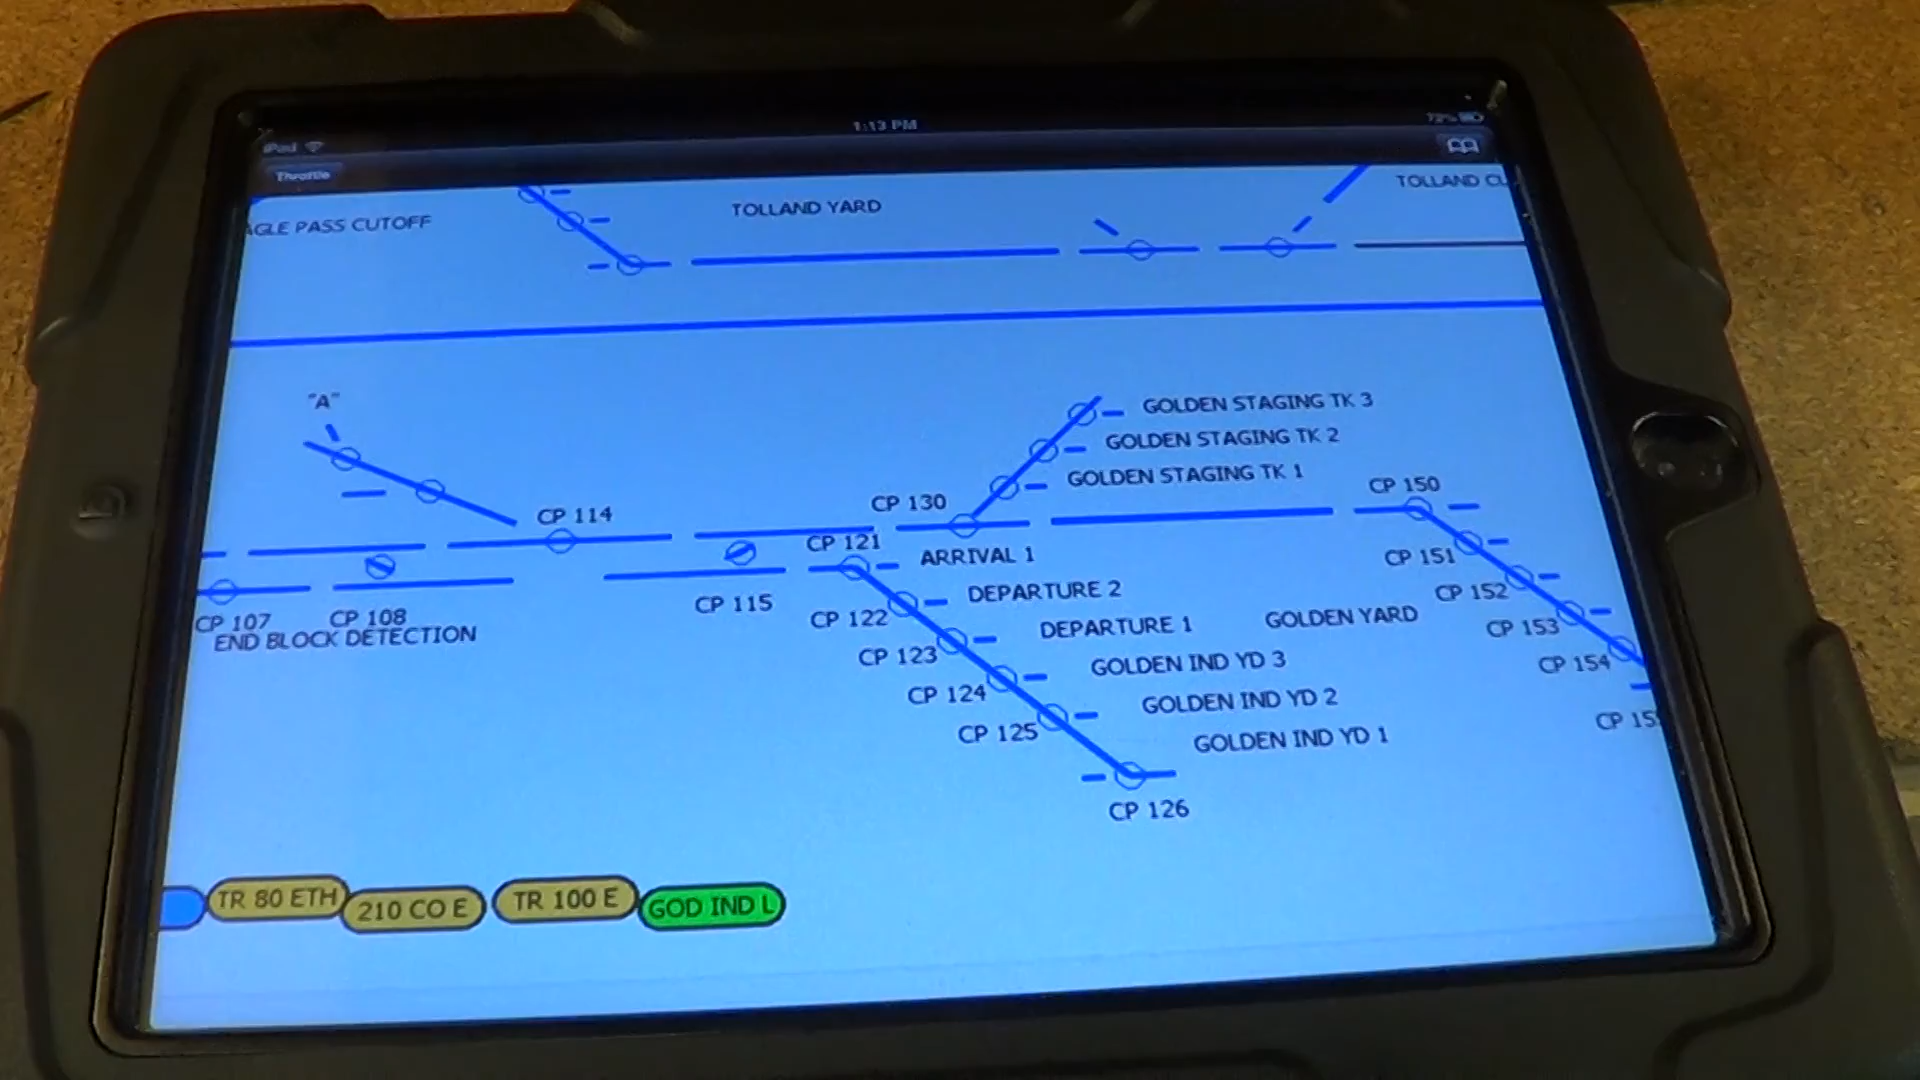 1:13 PM
72%
iPad
Throttle
TOLLAND YARD
TOLLAND CU
AGLE PASS CUTOFF
"A"
GOLDEN STAGING TK 3
GOLDEN STAGING TK 2
GOLDEN STAGING TK 1
CP 150
CP 130
CP 114
CP 121
ARRIVAL 1
CP 151
DEPARTURE 2
CP 152
CP 115
CP 122
DEPARTURE 1
GOLDEN YARD
CP 153
CP 107
CP 108
END BLOCK DETECTION
CP 123
GOLDEN IND YD 3
CP 154
CP 124
GOLDEN IND YD 2
CP 15
CP 125
GOLDEN IND YD 1
CP 126
TR 80 ETH
210 CO E
TR 100 E
GOD IND L